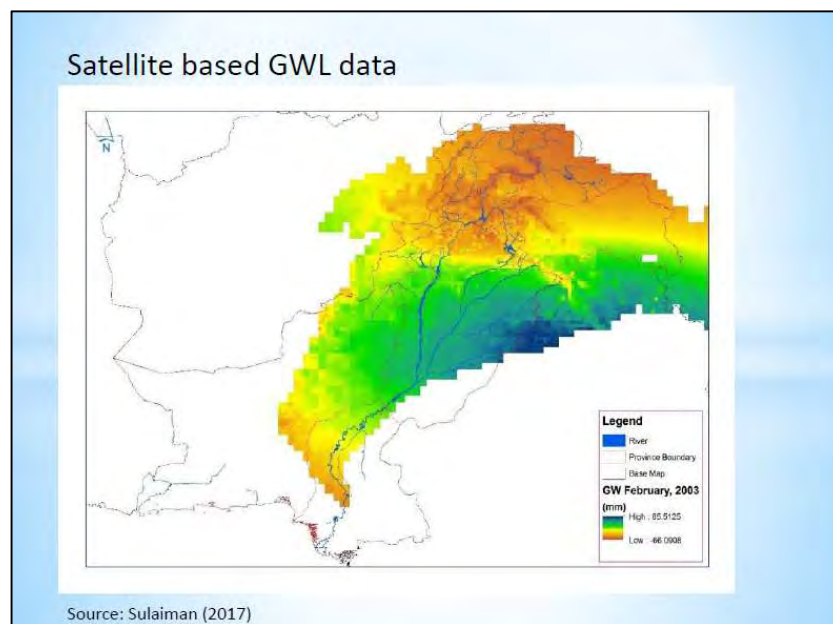 Satellite based GWL data
N
Legend
River
Province Boundary
Base Map
GW February, 2003
(mm)
High : 85.5125
Low : -66.0908
Source: Sulaiman (2017)